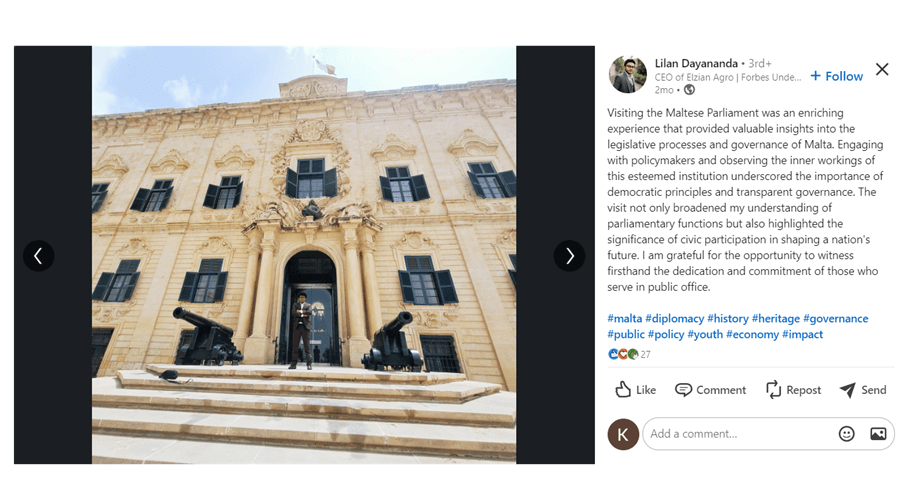 Lilan Dayananda • 3rd+
CEO of Elzian Agro | Forbes Unde...
+ Follow
2mo •
Visiting the Maltese Parliament was an enriching
experience that provided valuable insights into the
legislative processes and governance of Malta. Engaging
with policymakers and observing the inner workings of
this esteemed institution underscored the importance of
democratic principles and transparent governance. The
visit not only broadened my understanding of
parliamentary functions but also highlighted the
significance of civic participation in shaping a nation's
future. I am grateful for the opportunity to witness
firsthand the dedication and commitment of those who
serve in public office.
#malta #diplomacy #history #heritage #governance
#public #policy #youth #economy #impact
27
Like Comment Repost Send
K
Add a comment...